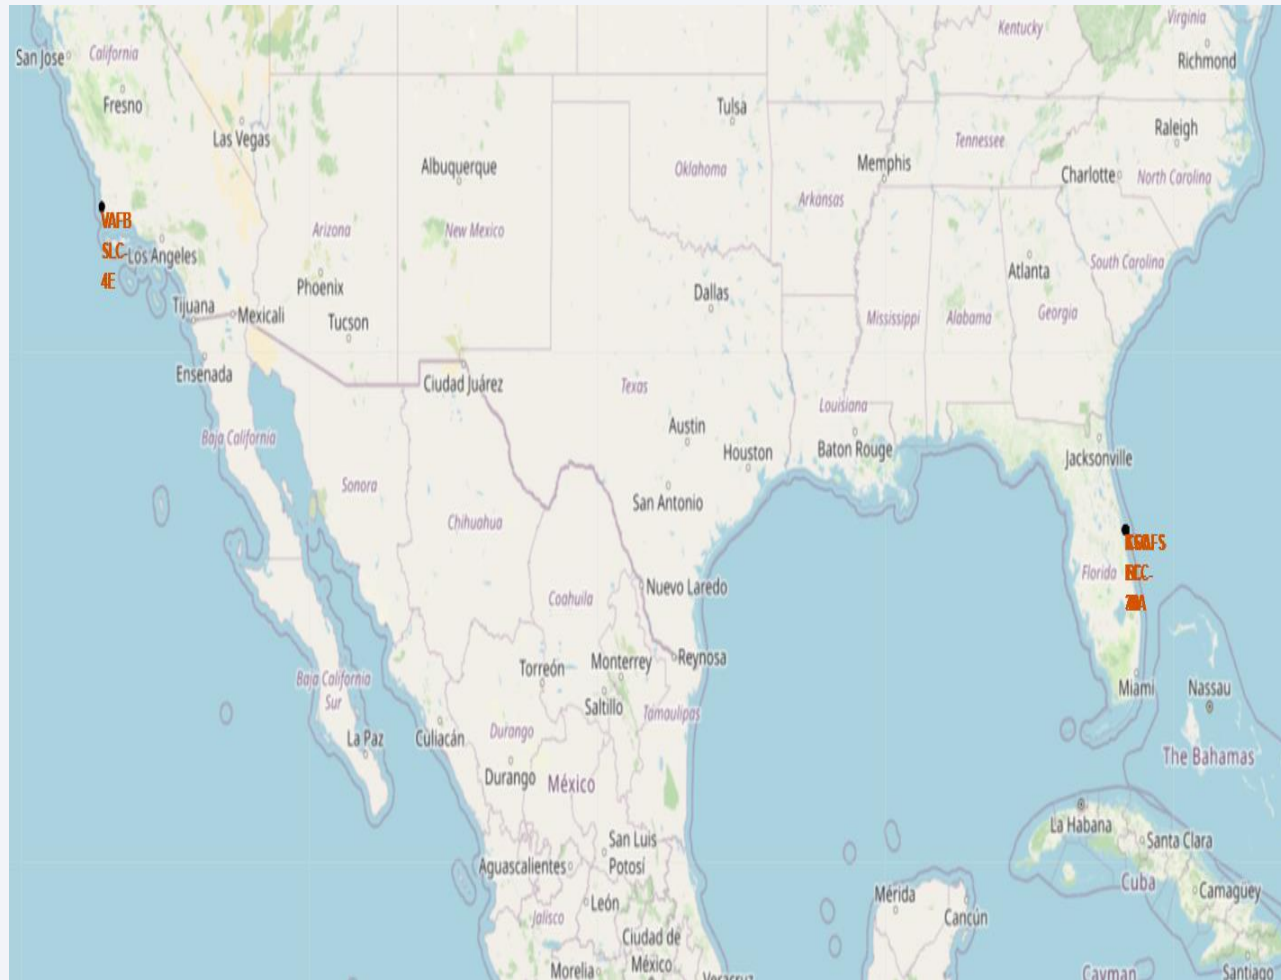 Virginia
Kentucky
California
San Jose
Richmond
Fresno
Tulsa
Raleigh
Las Vegas
Tennessee
Albuquerque
Oklahoma
Memphis
Charlotte
North Carolina
Arkansas
VAFB
SLC-
4E
Arizona
New Mexico
Los Angeles
South Carolina
Atlanta
Phoenix
Dallas
Tijuana
Mexicali
Tucson
Mississippi
Alabama
Georgia
Ensenada
Ciudad Juárez
Texas
Louisiana
Austin
Baja California
Houston
Baton Rouge
Jacksonville
Sonora
San Antonio
Chihuahua
Florida
Nuevo Laredo
Coahuila
Reynosa
Monterrey
Torreón
Baja California
Sur
Miami
Nassau
Saltillo
Tamaulipas
Durango
La Paz
Culiacán
The Bahamas
Durango
México
La Habana
San Luis
Potosí
Santa Clara
Aguascalientes
Cuba
Camagüey
Mérida
León
Jalisco
Cancún
Ciudad de
México
Morelia
Cayman
Santiago
Veracruz